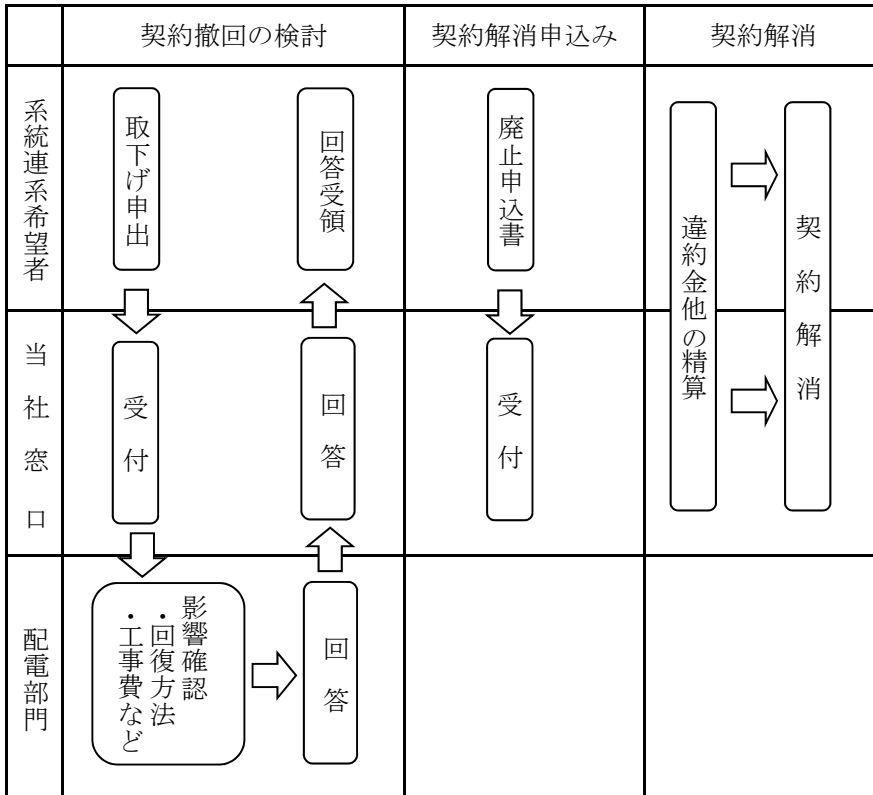 契約撤回の検討
契約解消申込み
契約解消
系統連系希望者
取下げ申出
回答受領
廃止申込書
違約金他の精算
契約解消
当社窓口
受付
回答
受付
配電部門
影響確認
・回復方法
・工事費など
回答